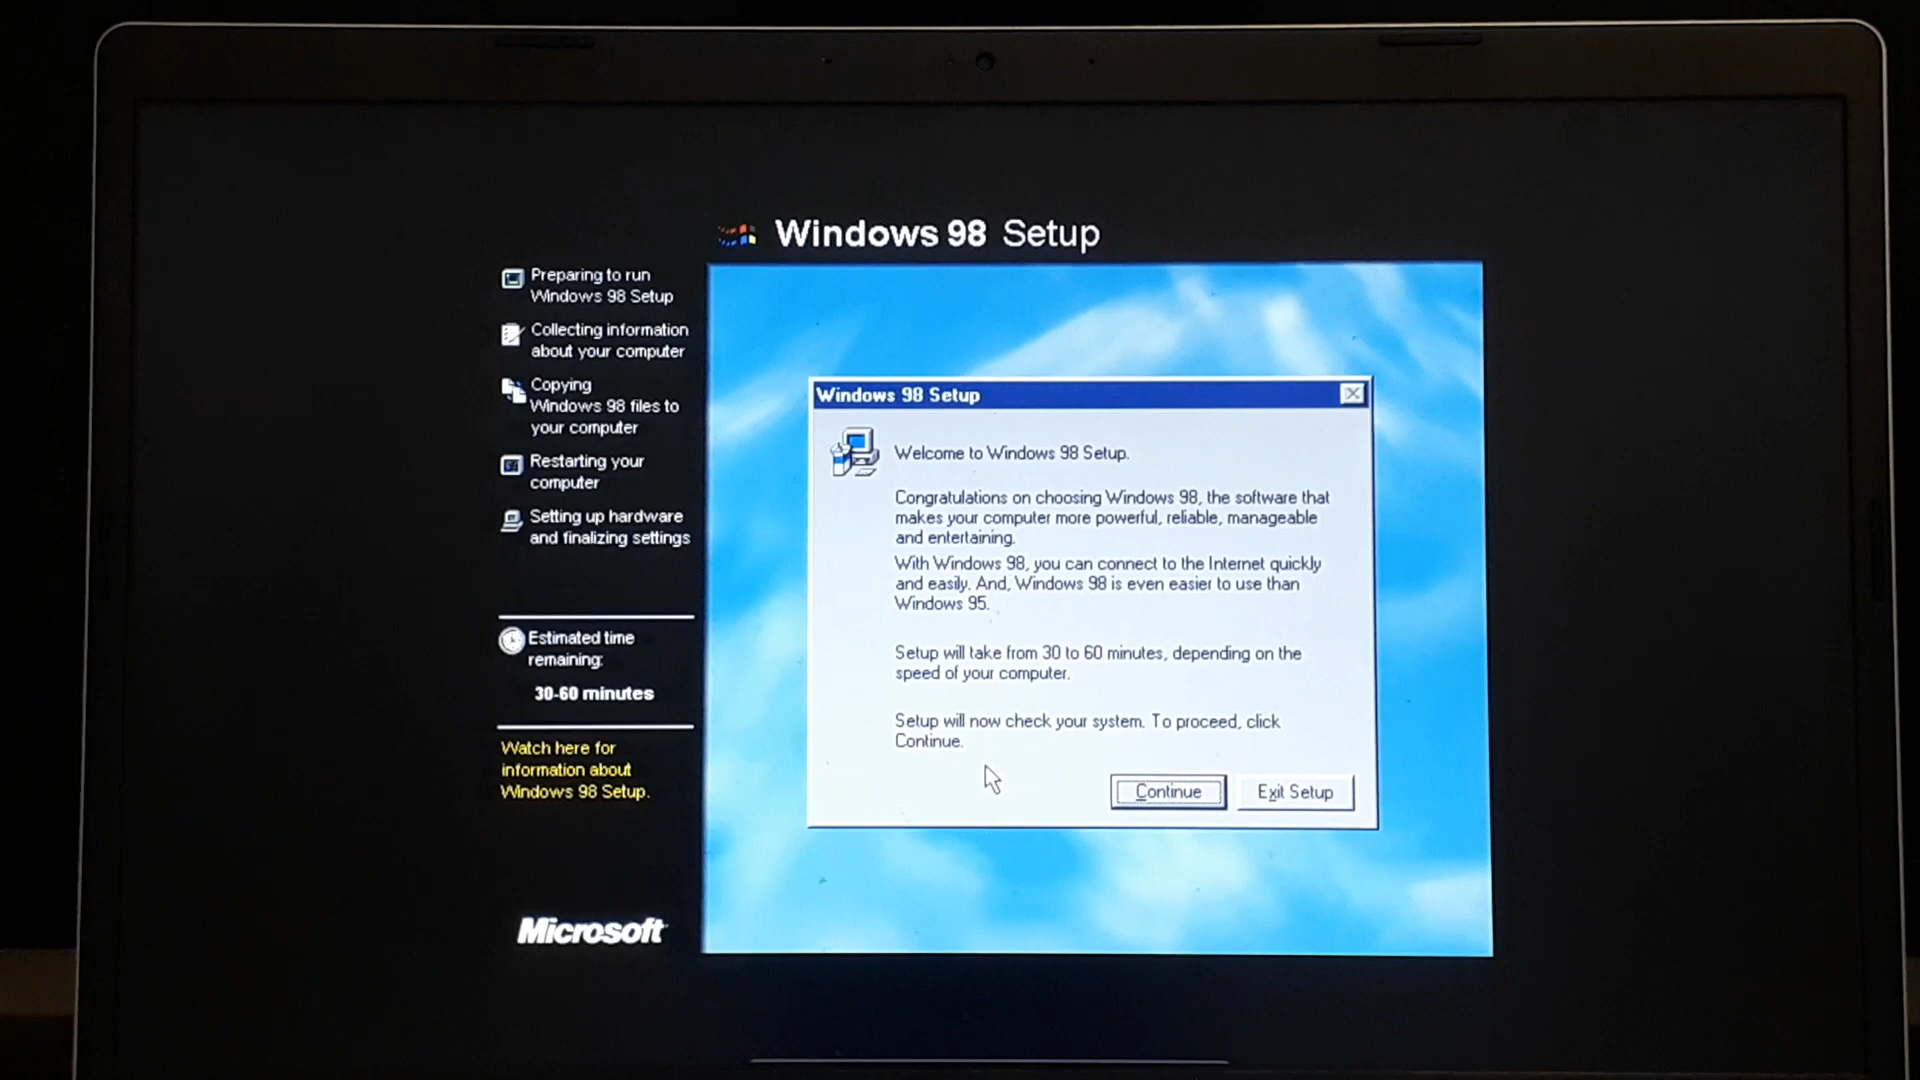 Windows 98 Setup
Preparing to run
Windows 98 Setup
Collecting information
about your computer
Copying
Windows 98 files to
your computer
Restarting your
computer
Setting up hardware
and finalizing settings
Estimated time
remaining:
30-60 minutes
Watch here for
information about
Windows 98 Setup.
Microsoft
Windows 98 Setup
Welcome to Windows 98 Setup.
Congratulations on choosing Windows 98, the software that
makes your computer more powerful, reliable, manageable
and entertaining.
With Windows 98, you can connect to the Internet quickly
and easily. And, Windows 98 is even easier to use than
Windows 95.
Setup will take from 30 to 60 minutes, depending on the
speed of your computer.
Setup will now check your system. To proceed, click
Continue.
Continue
Exit Setup